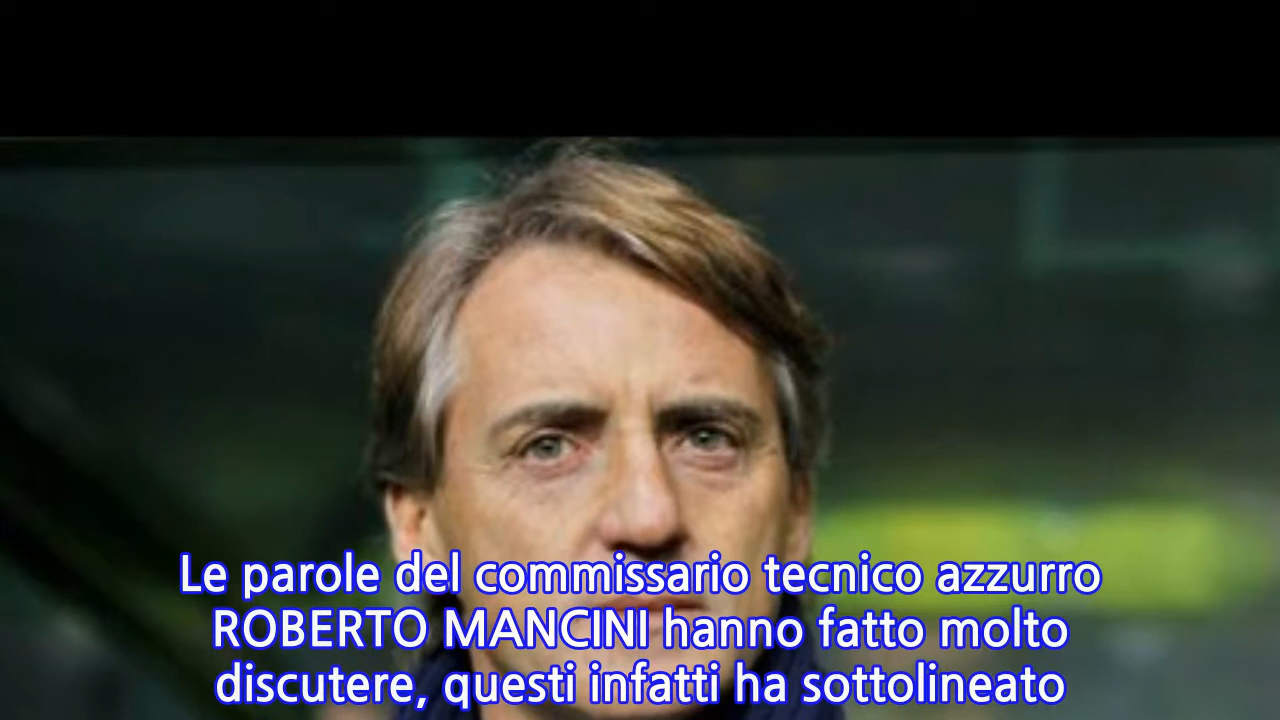 Le parole del commissario tecnico azzurro
ROBERTO MANCINI hanno fatto molto
discutere, questi infatti ha sottolineato